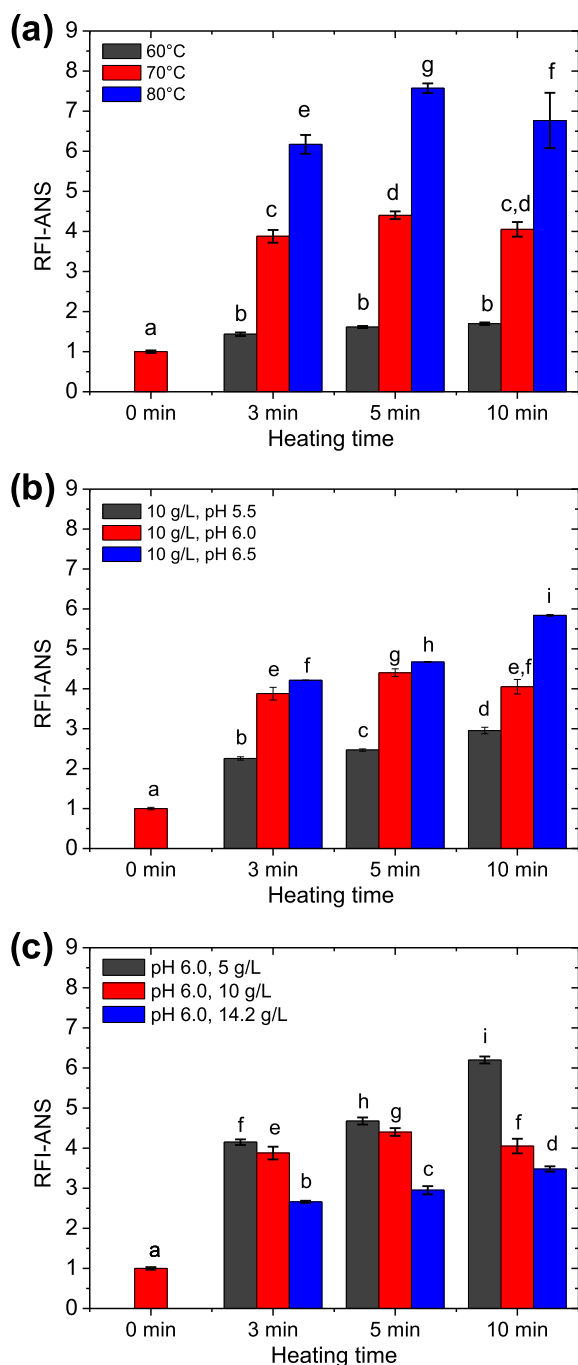 (a)
60°C
70°C
80°C
RFI-ANS
9
8
7
6
5
4
3
2
1
0
a
b
c
e
b
d
g
b
c,d
f
0 min 3 min 5 min 10 min
Heating time
(b)
10 g/L, pH 5.5
10 g/L, pH 6.0
10 g/L, pH 6.5
RFI-ANS
9
8
7
6
5
4
3
2
1
0
a
b
e
f
c
g
h
d
e,f
i
0 min 3 min 5 min 10 min
Heating time
(c)
pH 6.0, 5 g/L
pH 6.0, 10 g/L
pH 6.0, 14.2 g/L
RFI-ANS
9
8
7
6
5
4
3
2
1
0
a
f
e
b
h
g
c
i
f
d
0 min 3 min 5 min 10 min
Heating time